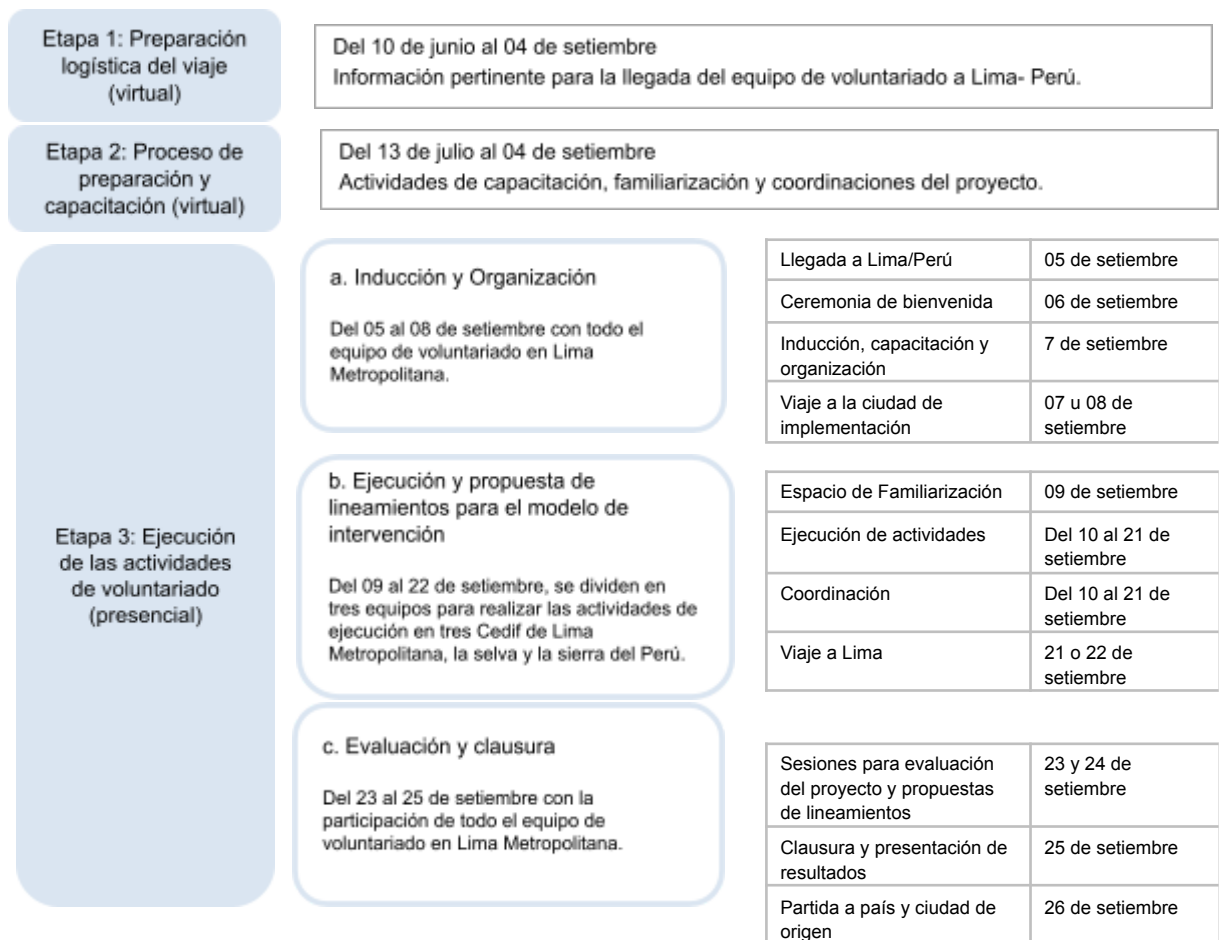 Etapa 1: Preparación
logística del viaje
(virtual)
Del 10 de junio al 04 de setiembre
Información pertinente para la llegada del equipo de voluntariado a Lima- Perú.
Etapa 2: Proceso de
preparación y
capacitación (virtual)
Del 13 de julio al 04 de setiembre
Actividades de capacitación, familiarización y coordinaciones del proyecto.
Etapa 3: Ejecución
de las actividades
de voluntariado
(presencial)
a. Inducción y Organización
Del 05 al 08 de setiembre con todo el
equipo de voluntariado en Lima
Metropolitana.
Llegada a Lima/Perú
05 de setiembre
Ceremonia de bienvenida
06 de setiembre
Inducción, capacitación y
organización
7 de setiembre
Viaje a la ciudad de
implementación
07 u 08 de
setiembre
b. Ejecución y propuesta de
lineamientos para el modelo de
intervención
Del 09 al 22 de setiembre, se dividen en
tres equipos para realizar las actividades de
ejecución en tres Cedif de Lima
Metropolitana, la selva y la sierra del Perú.
Espacio de Familiarización
09 de setiembre
Ejecución de actividades
Del 10 al 21 de
setiembre
Coordinación
Del 10 al 21 de
setiembre
Viaje a Lima
21 o 22 de
setiembre
c. Evaluación y clausura
Del 23 al 25 de setiembre con la
participación de todo el equipo de
voluntariado en Lima Metropolitana.
Sesiones para evaluación
del proyecto y propuestas
de lineamientos
23 y 24 de
setiembre
Clausura y presentación de
resultados
25 de setiembre
Partida a país y ciudad de
origen
26 de setiembre